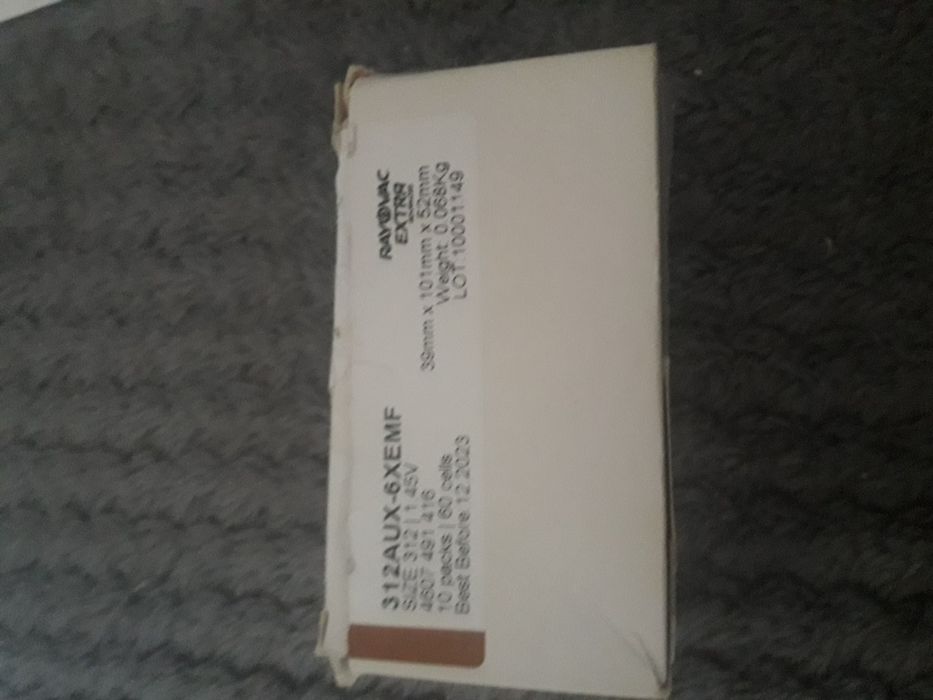 312AUX-6XEMF
SIZE 312 | 1.45V
4607 491 416
10 packs | 60 cells
Best Before 12 2023
RAYOVAC
EXTRA
39mm x 101mm x 52mm
Weight: 0.068Kg
LOT:10001149